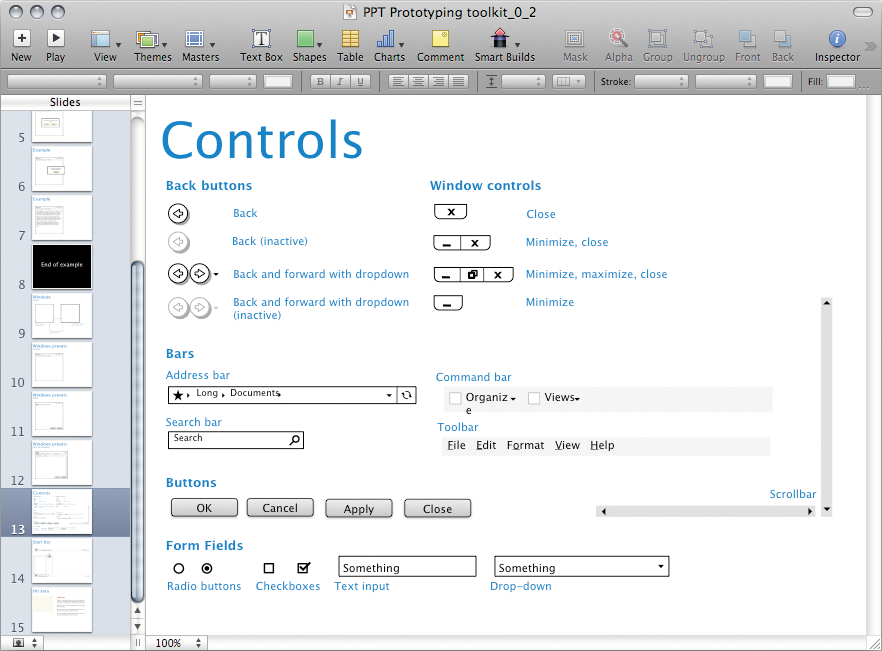 PPT Prototyping toolkit_0_2
New Play View Themes Masters Text Box Shapes Table Charts Comment Smart Builds Mask Alpha Group Ungroup Front Back Inspector
B I U Stroke: Fill:
Slides
5
Example
6
Example
7
End of example
8
Windows
9
Windows presets
10
Windows presets
11
Windows presets
12
Controls
13
Start bar
14
Hit area
15
Controls
Back buttons
Back
Back (inactive)
Back and forward with dropdown
Back and forward with dropdown
(inactive)
Window controls
Close
Minimize, close
Minimize, maximize, close
Minimize
Bars
Address bar
Long Documents
Search bar
Search
Command bar
Organiz
e
Views
Toolbar
File Edit Format View Help
Buttons
OK Cancel Apply Close
Scrollbar
Form Fields
Something Something
Radio buttons Checkboxes Text input Drop-down
100%